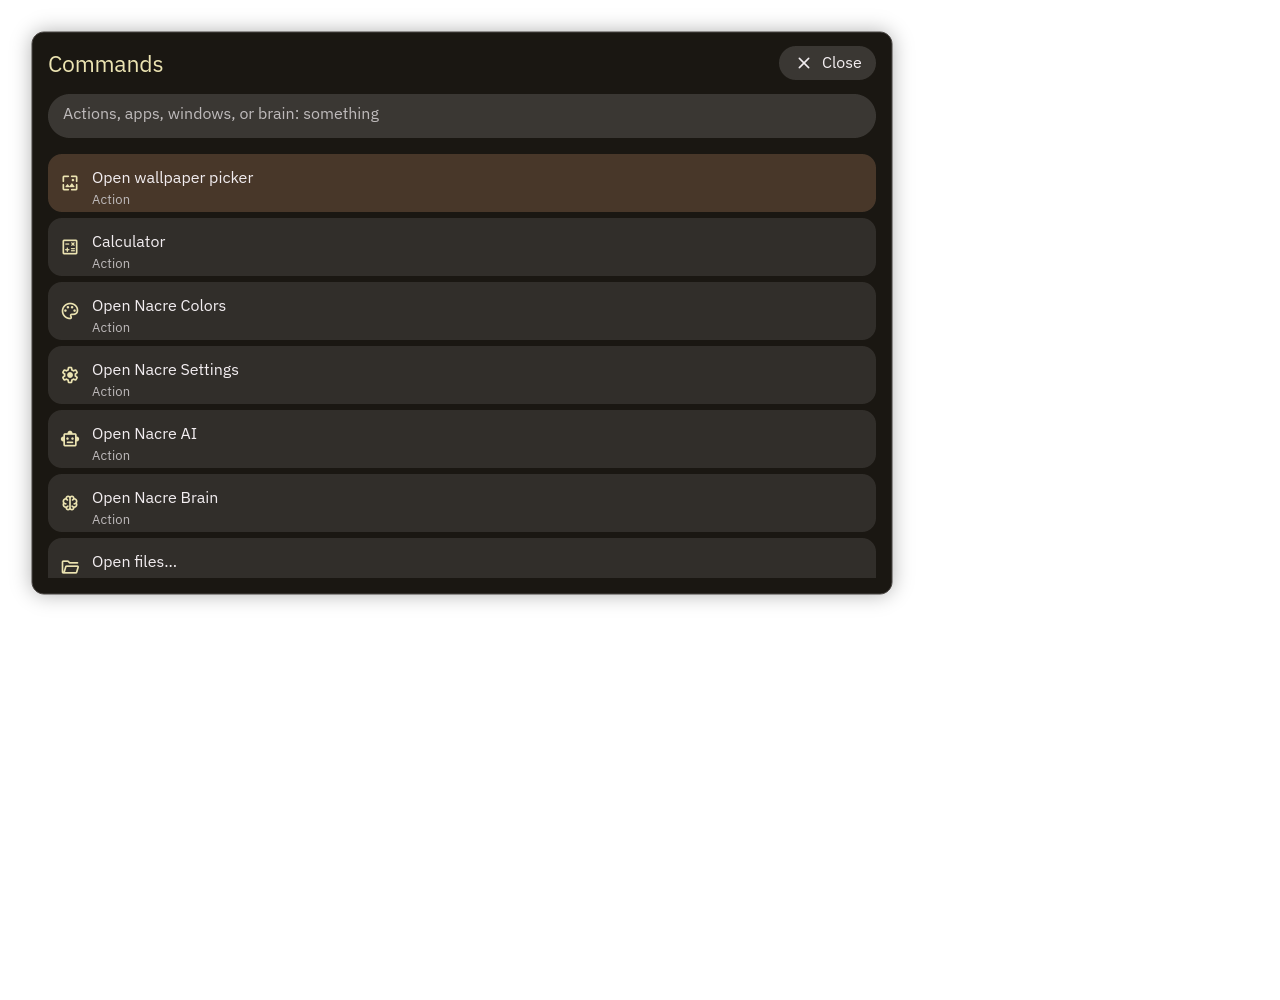 Commands
Close
Actions, apps, windows, or brain: something
Open wallpaper picker
Action
Calculator
Action
Open Nacre Colors
Action
Open Nacre Settings
Action
Open Nacre AI
Action
Open Nacre Brain
Action
Open files...